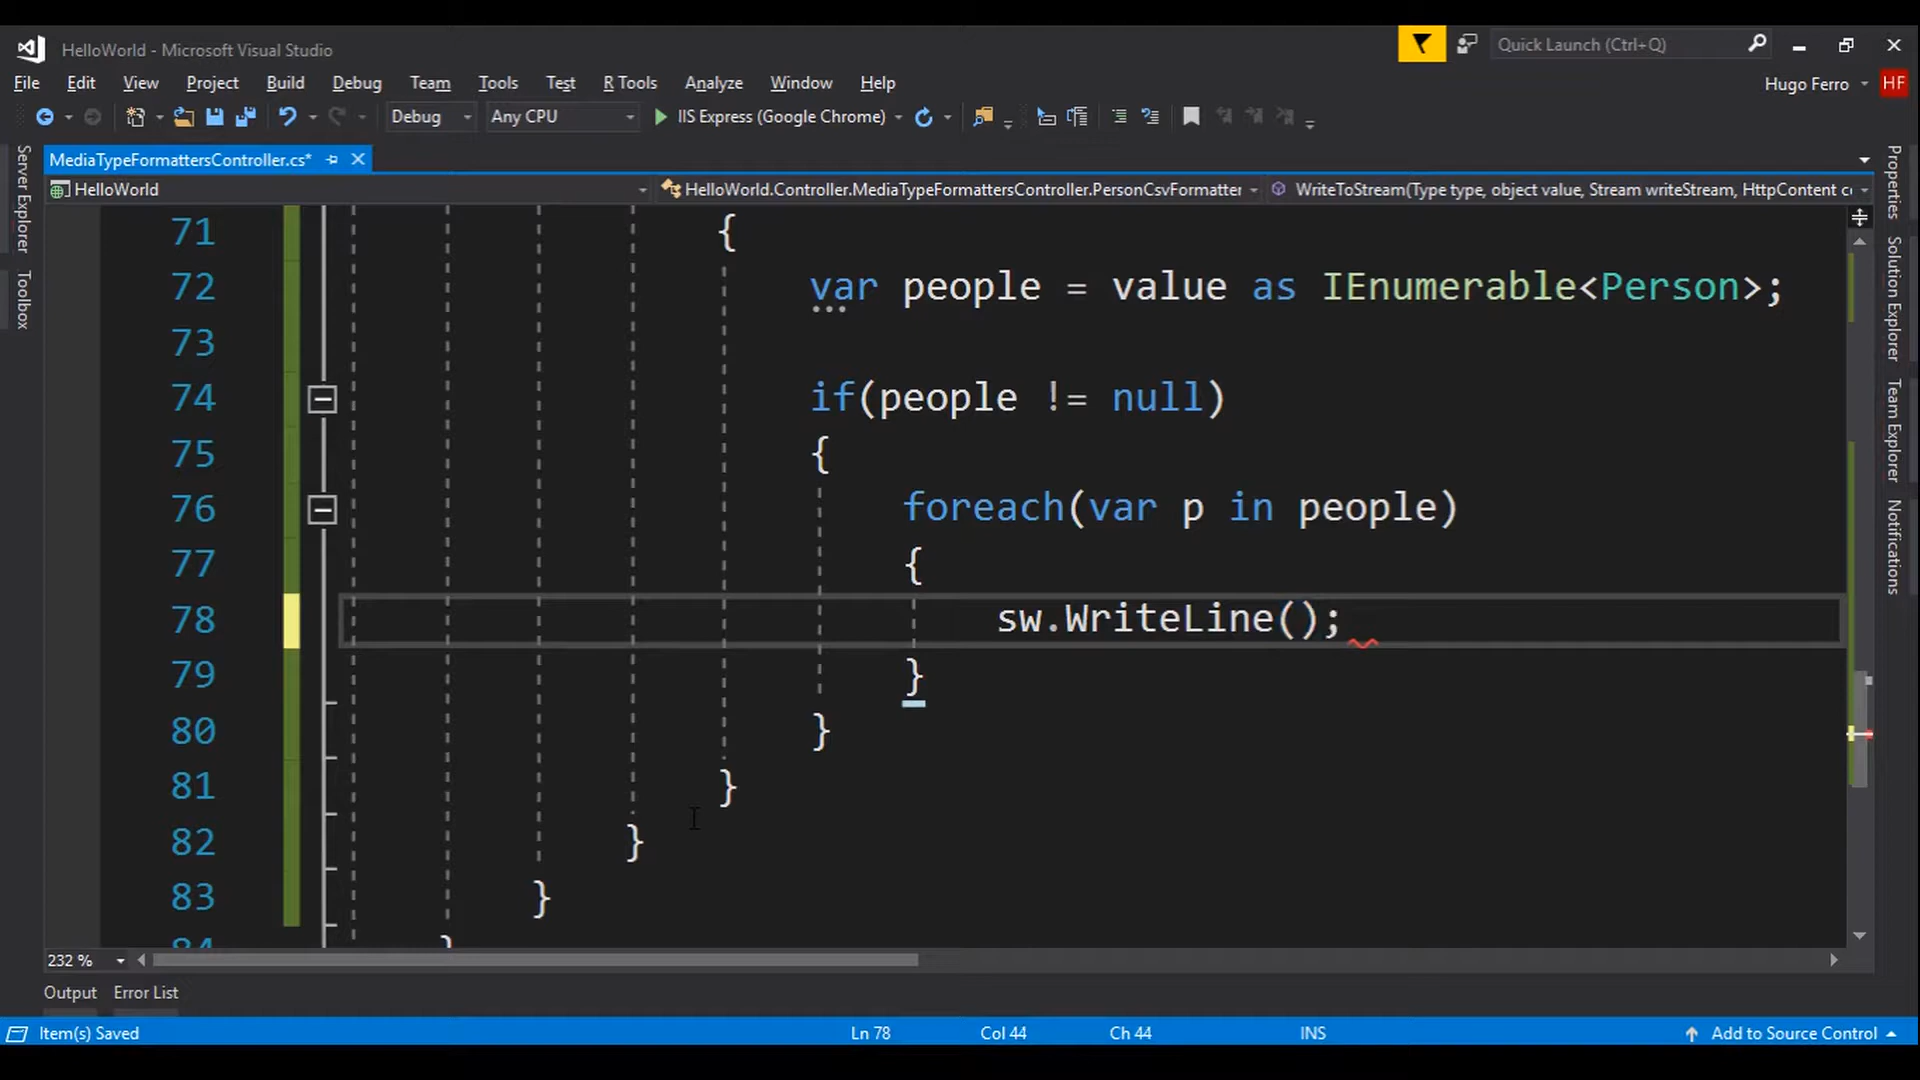 HelloWorld - Microsoft Visual Studio
Quick Launch (Ctrl+Q)
File Edit View Project Build Debug Team Tools Test R Tools Analyze Window Help
Hugo Ferro HF
Debug Any CPU IIS Express (Google Chrome)
MediaTypeFormattersController.cs*
HelloWorld HelloWorld.Controller.MediaTypeFormattersController.PersonCsvFormatter WriteToStream(Type type, object value, Stream writeStream, HttpContent c
Server Explorer
Toolbox
Properties
Solution Explorer
Team Explorer
Notifications
71 {
72 var people = value as IEnumerable<Person>;
73
74 if(people != null)
75 {
76 foreach(var p in people)
77 {
78 sw.WriteLine();
79 }
80 }
81 }
82 }
83 }
84 }
232 %
Output Error List
Item(s) Saved Ln 78 Col 44 Ch 44 INS Add to Source Control